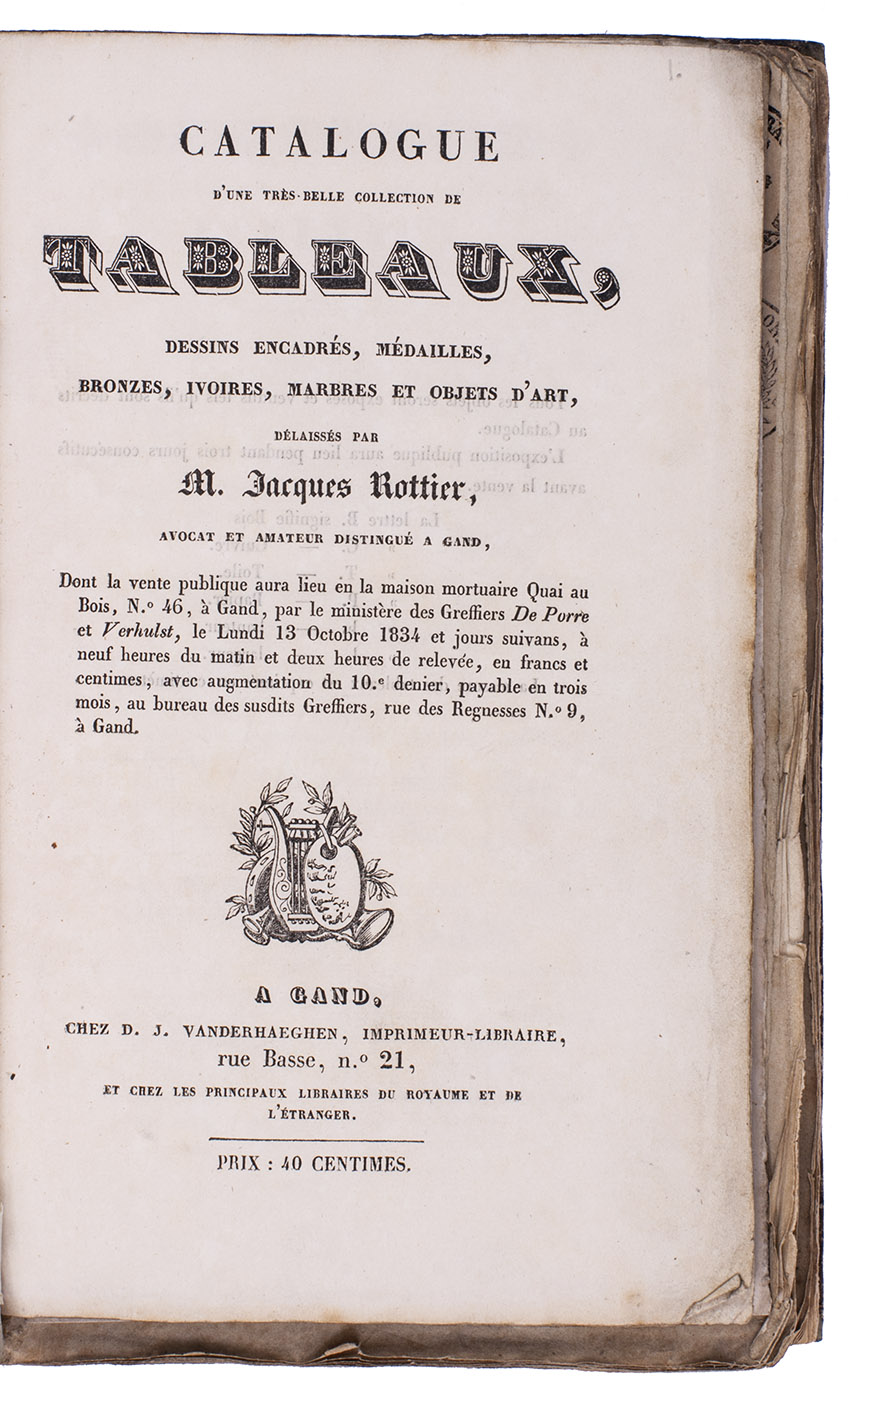 1.
CATALOGUE
D'UNE TRÈS-BELLE COLLECTION DE
TABLEAUX,
DESSINS ENCADRÉS, MÉDAILLES,
BRONZES, IVOIRES, MARBRES ET OBJETS D'ART,
DÉLAISSÉS PAR
M. Jacques Rottier,
AVOCAT ET AMATEUR DISTINGUÉ A GAND,
Dont la vente publique aura lieu en la maison mortuaire Quai au
Bois, N.º 46, à Gand, par le ministère des Greffiers De Porre
et Verhulst, le Lundi 13 Octobre 1834 et jours suivans, à
neuf heures du matin et deux heures de relevée, en francs et
centimes, avec augmentation du 10.e denier, payable en trois
mois, au bureau des susdits Greffiers, rue des Regnesses N.º 9,
à Gand.
A GAND,
CHEZ D. J. VANDERHAEGHEN, IMPRIMEUR-LIBRAIRE,
rue Basse, n.º 21,
ET CHEZ LES PRINCIPAUX LIBRAIRES DU ROYAUME ET DE
L'ÉTRANGER.
PRIX : 40 CENTIMES.